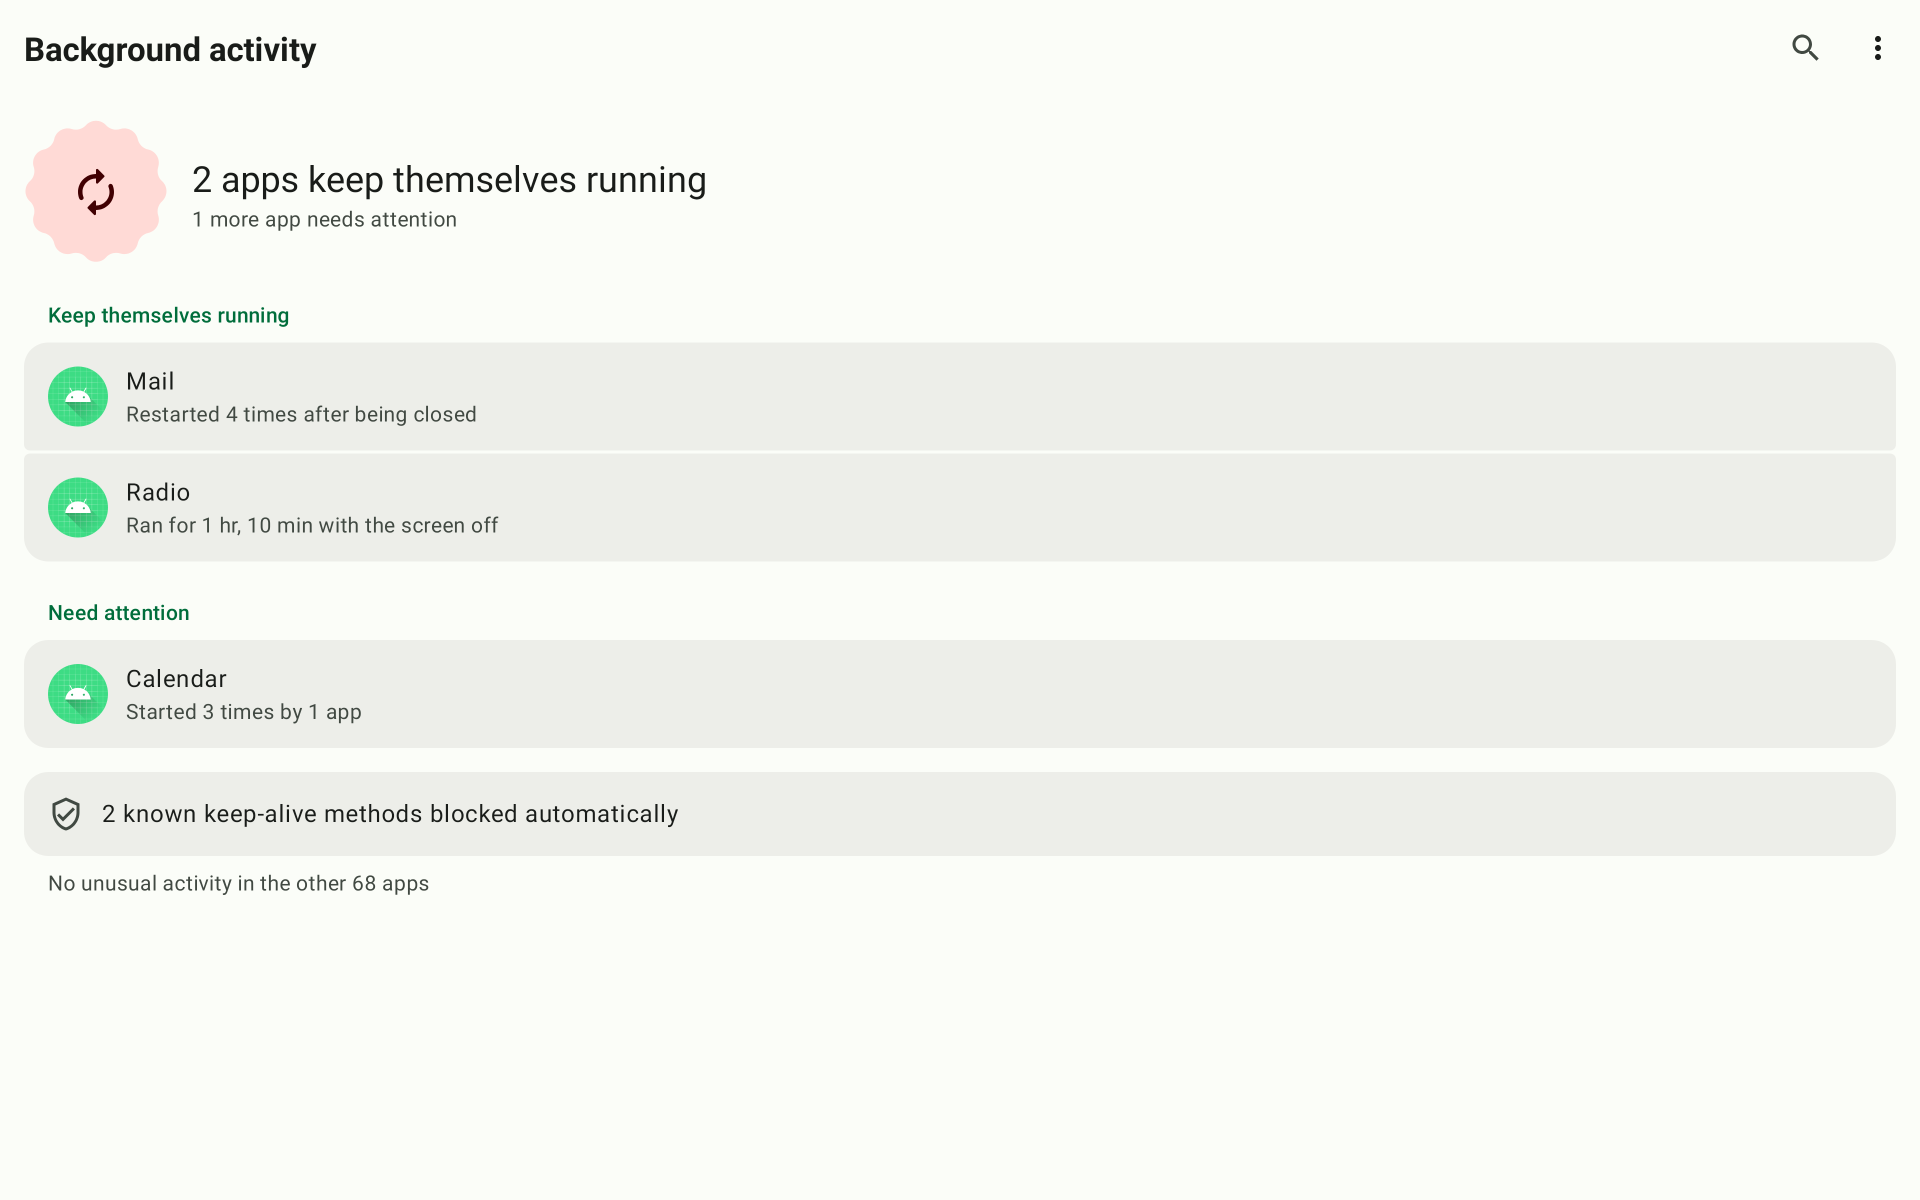 Background activity
2 apps keep themselves running
1 more app needs attention
Keep themselves running
Mail
Restarted 4 times after being closed
Radio
Ran for 1 hr, 10 min with the screen off
Need attention
Calendar
Started 3 times by 1 app
2 known keep-alive methods blocked automatically
No unusual activity in the other 68 apps